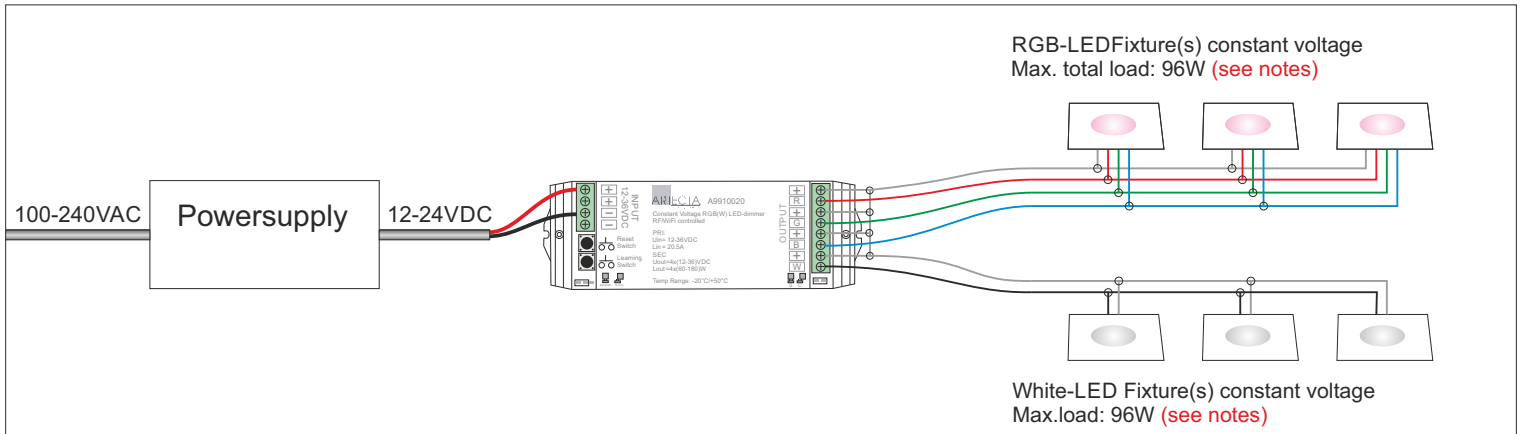 RGB-LEDFixture(s) constant voltage
Max. total load: 96W (see notes)
100-240VAC
Powersupply
12-24VDC
+
+
−
−
INPUT
12-36VDC
Reset
Switch
Learning
Switch
ARTECTA A9910020
Constant Voltage RGB(W) LED-dimmer
RF/WiFi controlled
PRI:
Uin= 12-36VDC
Lin = 20.5A
SEC
Uout=4x(12-36)VDC
Lout=4x(60-180)W
Temp Range: -20°C/+50°C
OUTPUT
+
R
+
G
+
B
+
W
White-LED Fixture(s) constant voltage
Max.load: 96W (see notes)